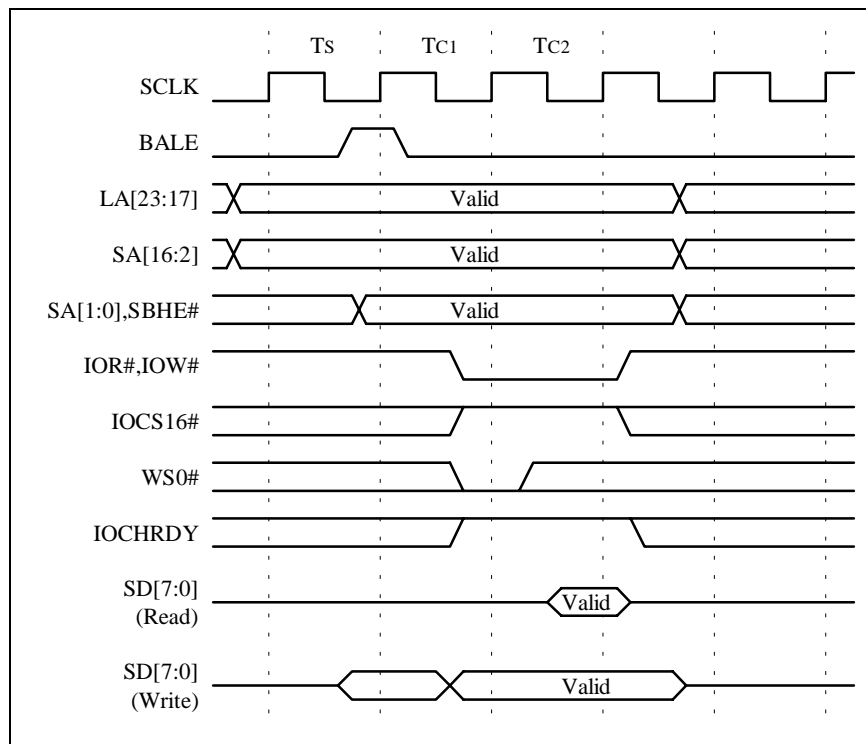 Ts TC1 TC2
SCLK
BALE
LA[23:17] Valid
SA[16:2] Valid
SA[1:0],SBHE# Valid
IOR#,IOW#
IOCS16#
WS0#
IOCHRDY
SD[7:0]
(Read)
Valid
SD[7:0]
(Write)
Valid